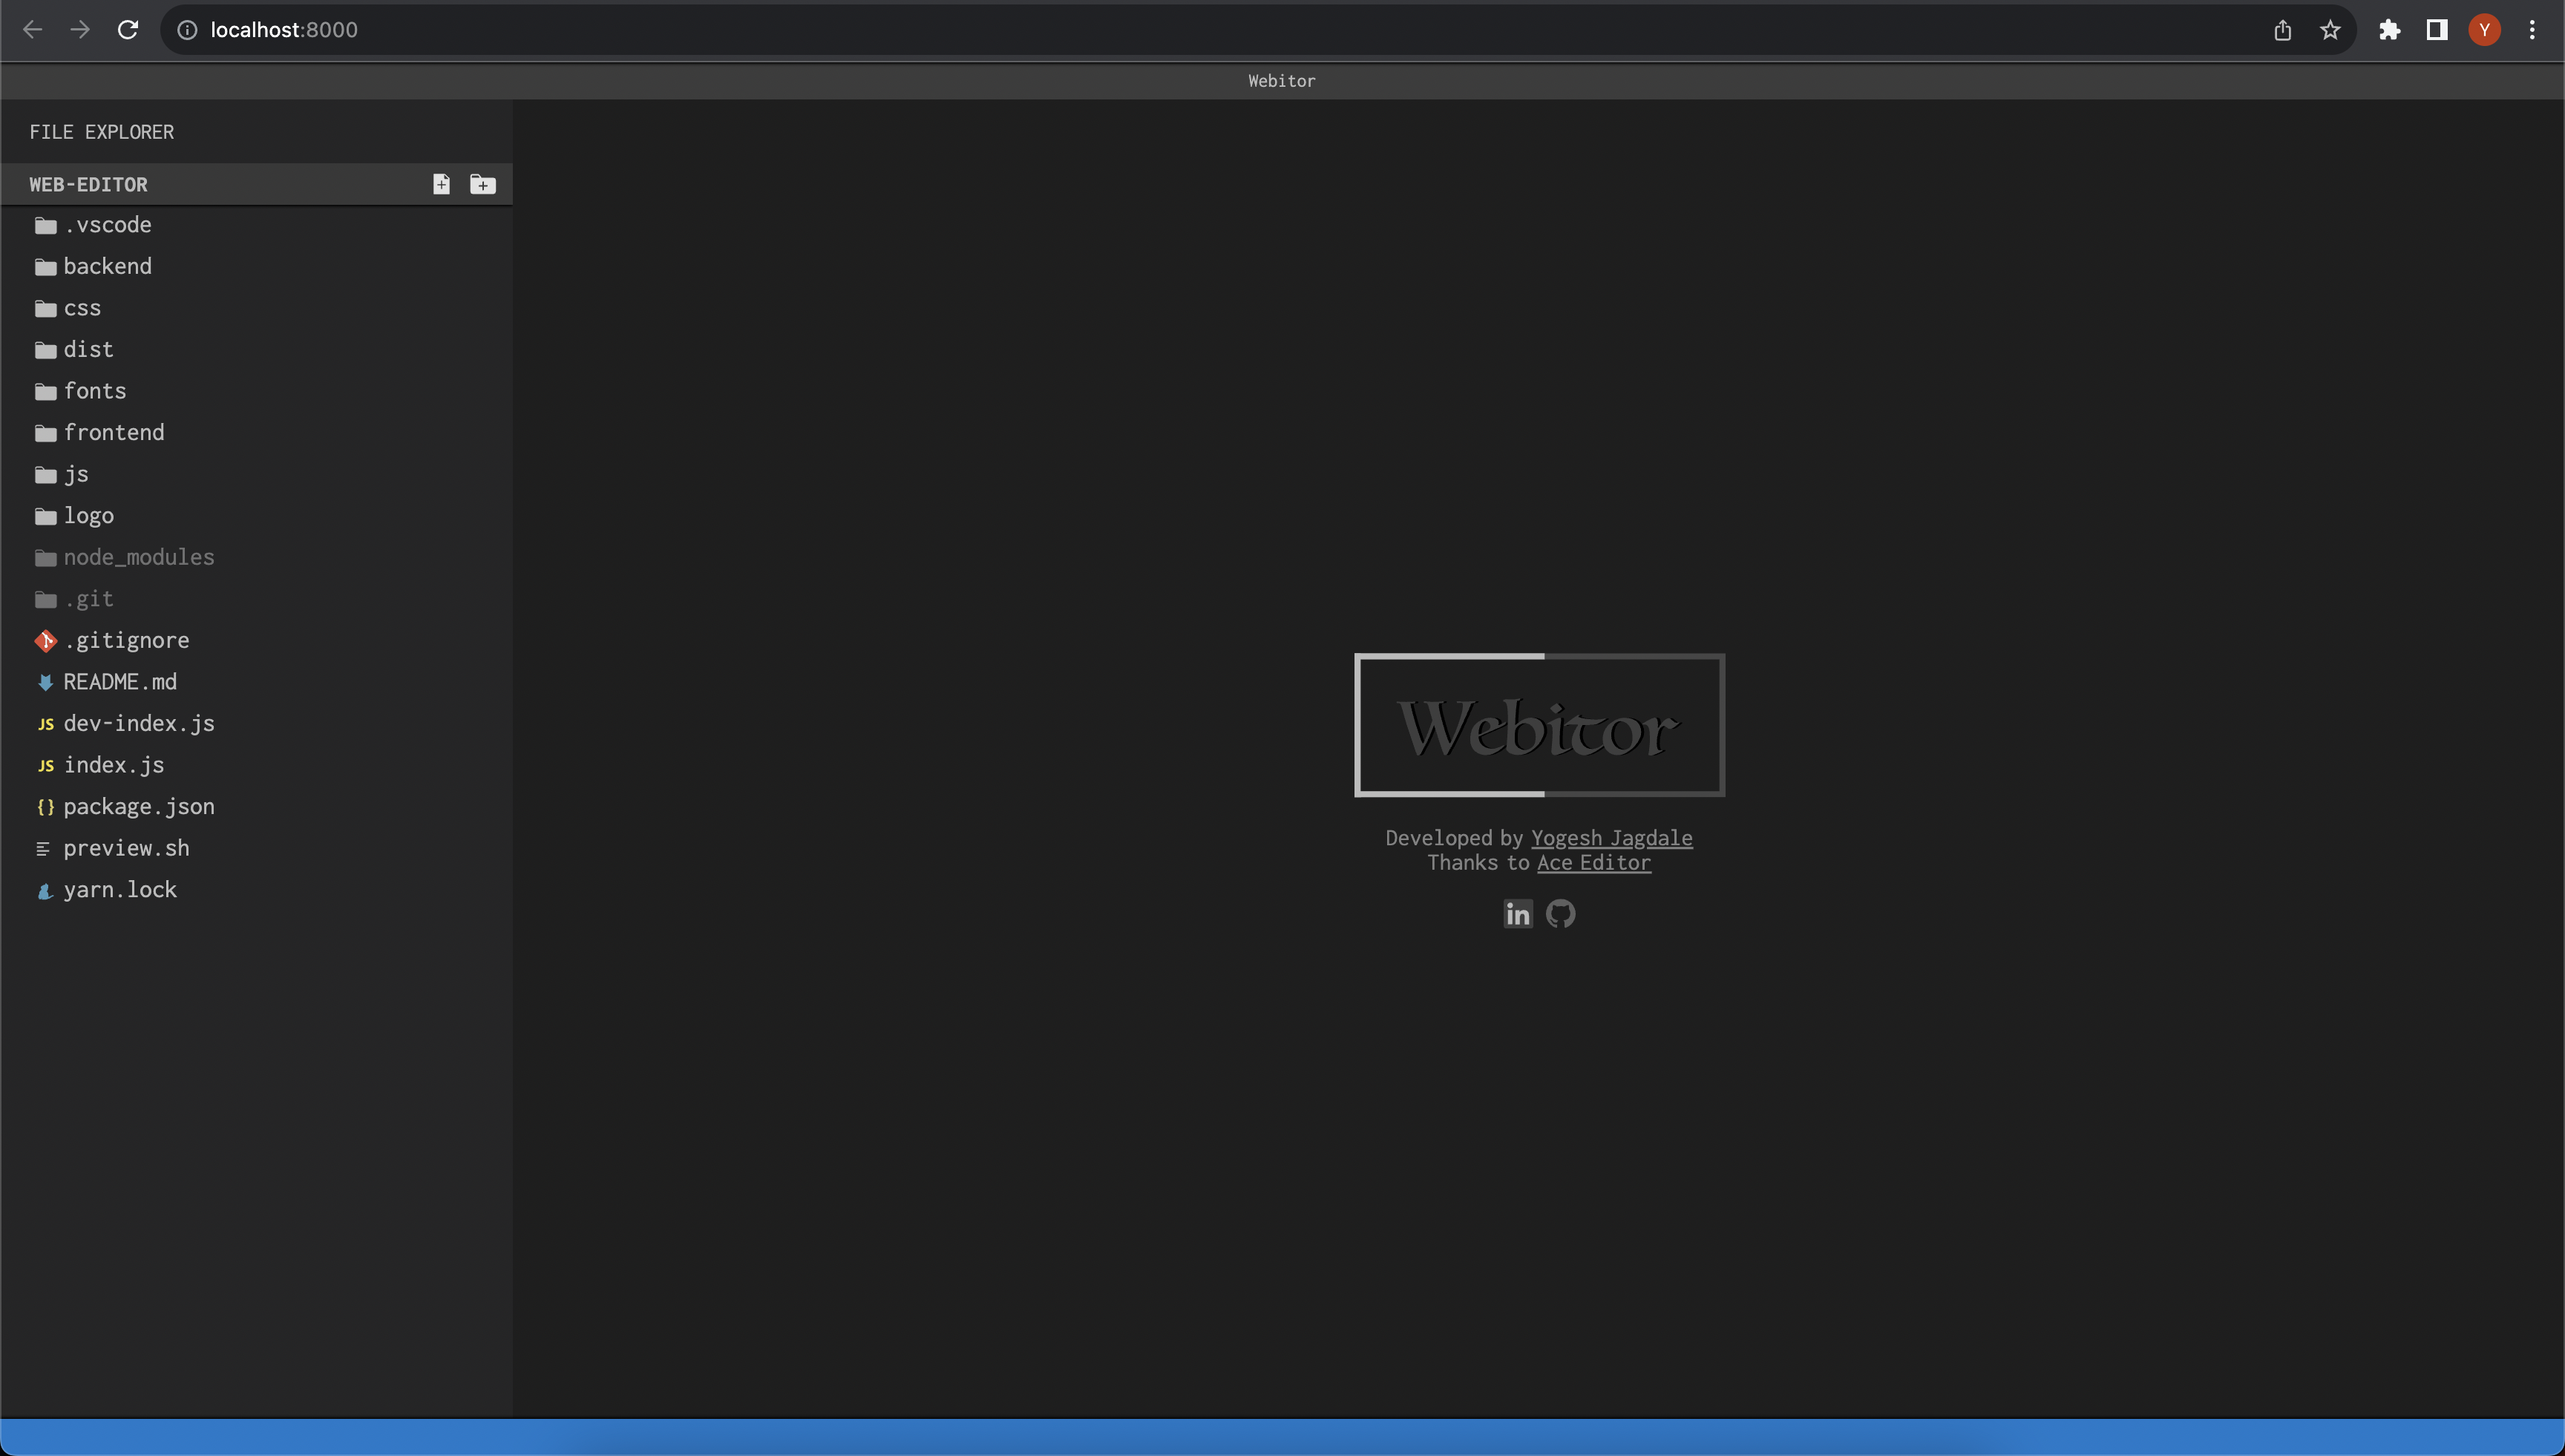 localhost:8000
Y
Webitor
FILE EXPLORER
WEB-EDITOR
.vscode
backend
css
dist
fonts
frontend
js
logo
node_modules
.git
.gitignore
README.md
JS dev-index.js
JS index.js
{} package.json
preview.sh
yarn.lock
Webitor
Developed by Yogesh Jagdale
Thanks to Ace Editor
in